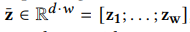 z̄ ∈ ℝ^{d·w} = [z₁; … ; z_w]